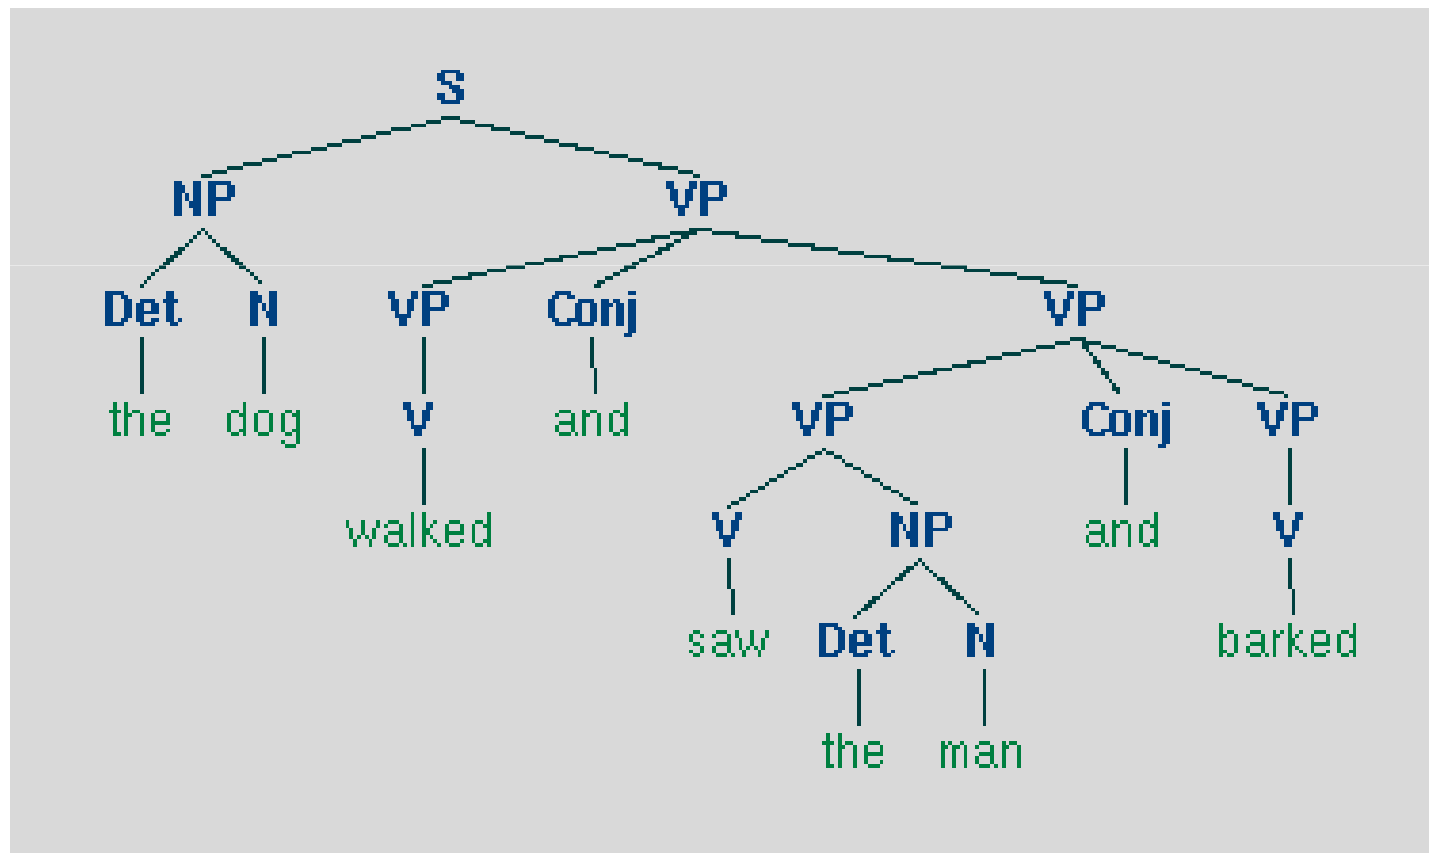 S
NP VP
Det N VP Conj VP
the dog V and VP Conj VP
walked V NP and V
saw Det N barked
the man